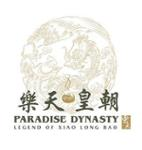 樂天皇朝
PARADISE DYNASTY
LEGEND OF XIAO LONG BAO